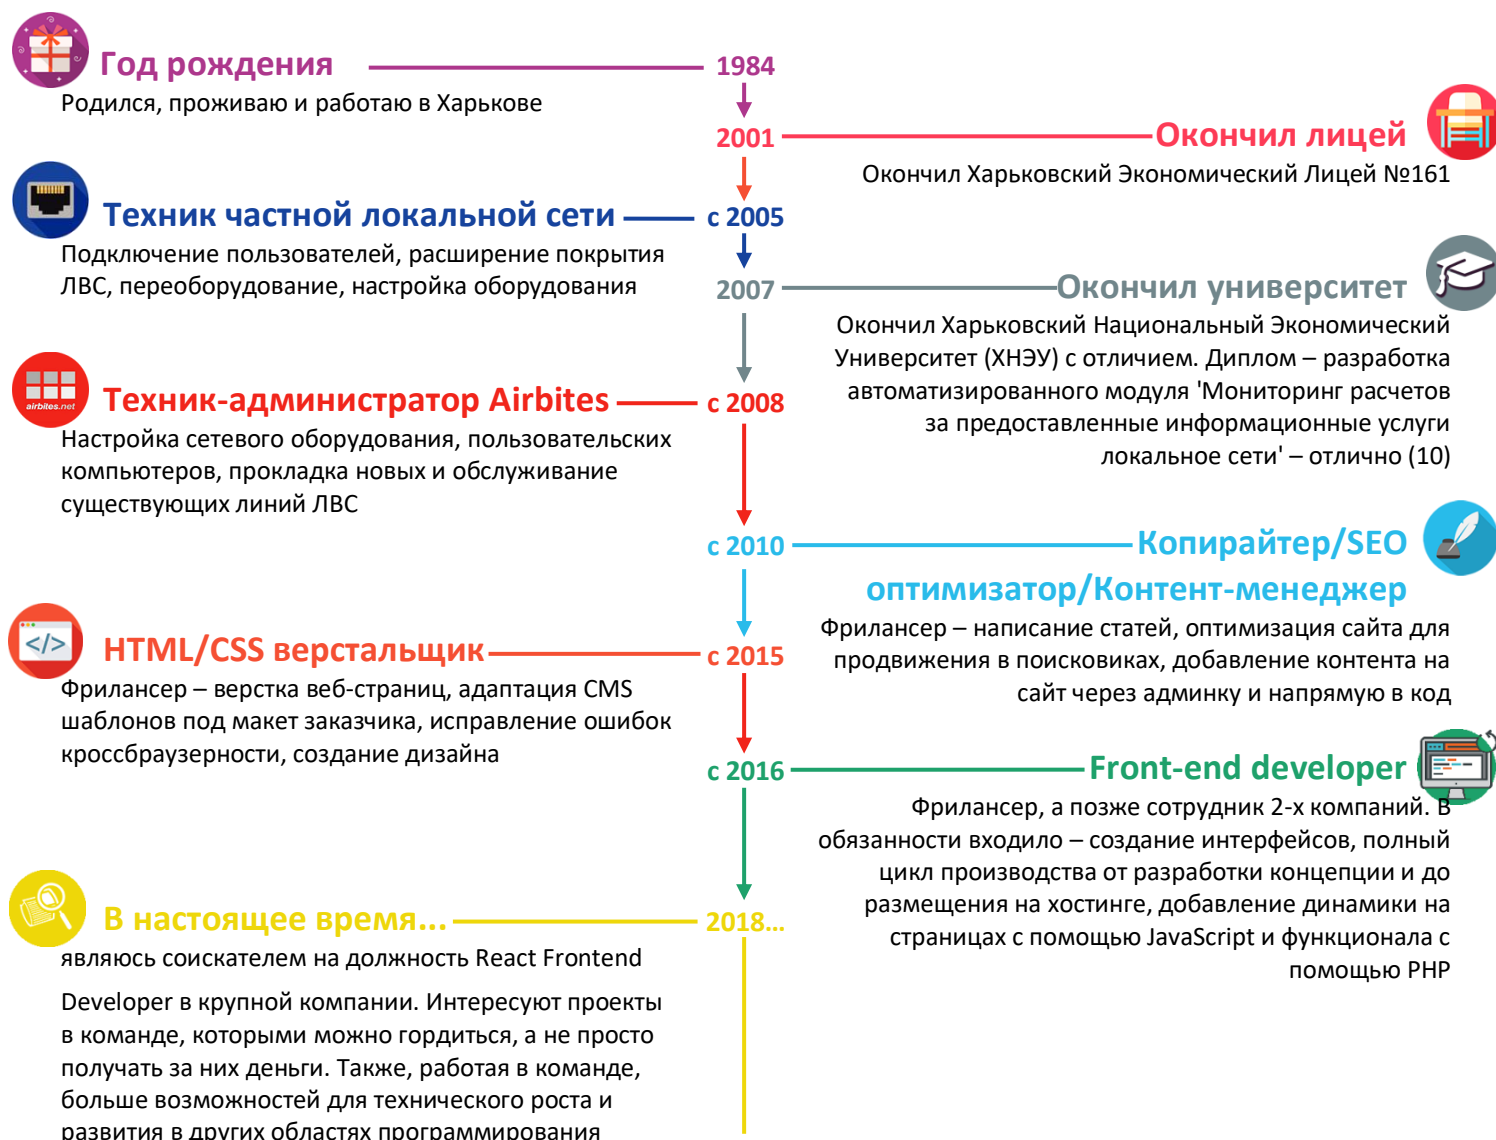 Год рождения
1984
Родился, проживаю и работаю в Харькове
2001
Окончил лицей
Окончил Харьковский Экономический Лицей №161
Техник частной локальной сети
с 2005
Подключение пользователей, расширение покрытия
ЛВС, переоборудование, настройка оборудования
2007
Окончил университет
Окончил Харьковский Национальный Экономический
Университет (ХНЭУ) с отличием. Диплом – разработка
автоматизированного модуля 'Мониторинг расчетов
за предоставленные информационные услуги
локальное сети' – отлично (10)
airbites.net
Техник-администратор Airbites
с 2008
Настройка сетевого оборудования, пользовательских
компьютеров, прокладка новых и обслуживание
существующих линий ЛВС
с 2010
Копирайтер/SEO
оптимизатор/Контент-менеджер
Фрилансер – написание статей, оптимизация сайта для
продвижения в поисковиках, добавление контента на
сайт через админку и напрямую в код
</>
HTML/CSS верстальщик
с 2015
Фрилансер – верстка веб-страниц, адаптация CMS
шаблонов под макет заказчика, исправление ошибок
кроссбраузерности, создание дизайна
с 2016
Front-end developer
Фрилансер, а позже сотрудник 2-х компаний. В
обязанности входило – создание интерфейсов, полный
цикл производства от разработки концепции и до
размещения на хостинге, добавление динамики на
страницах с помощью JavaScript и функционала с
помощью PHP
В настоящее время...
2018...
являюсь соискателем на должность React Frontend
Developer в крупной компании. Интересуют проекты
в команде, которыми можно гордиться, а не просто
получать за них деньги. Также, работая в команде,
больше возможностей для технического роста и
развития в других областях программирования